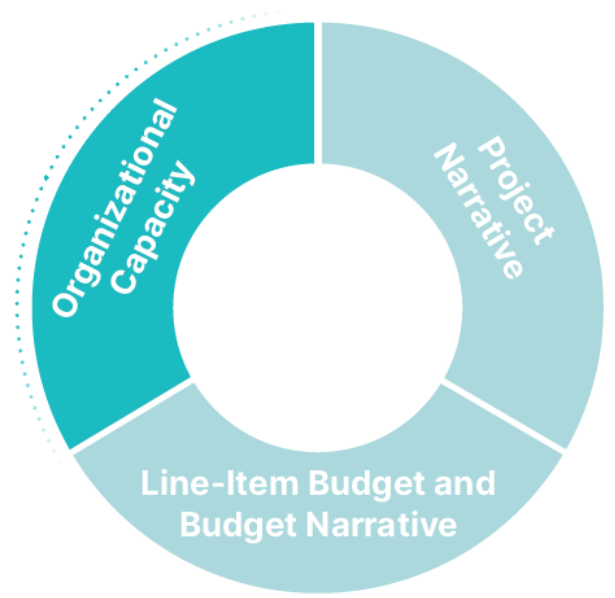 Organizational
Capacity
Project
Narrative
Line-Item Budget and
Budget Narrative